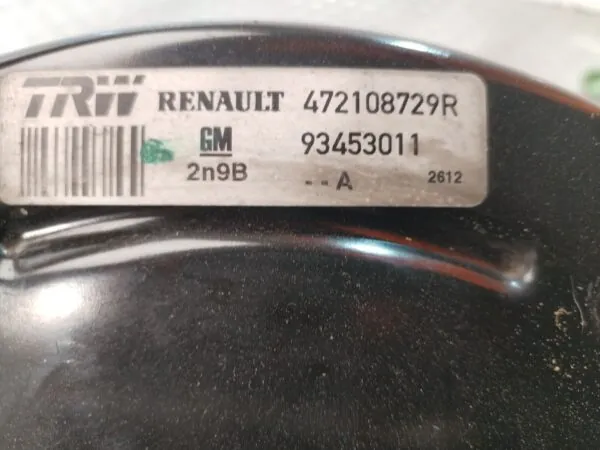 TRW RENAULT 472108729R
GM 93453011
2n9B --A 2612